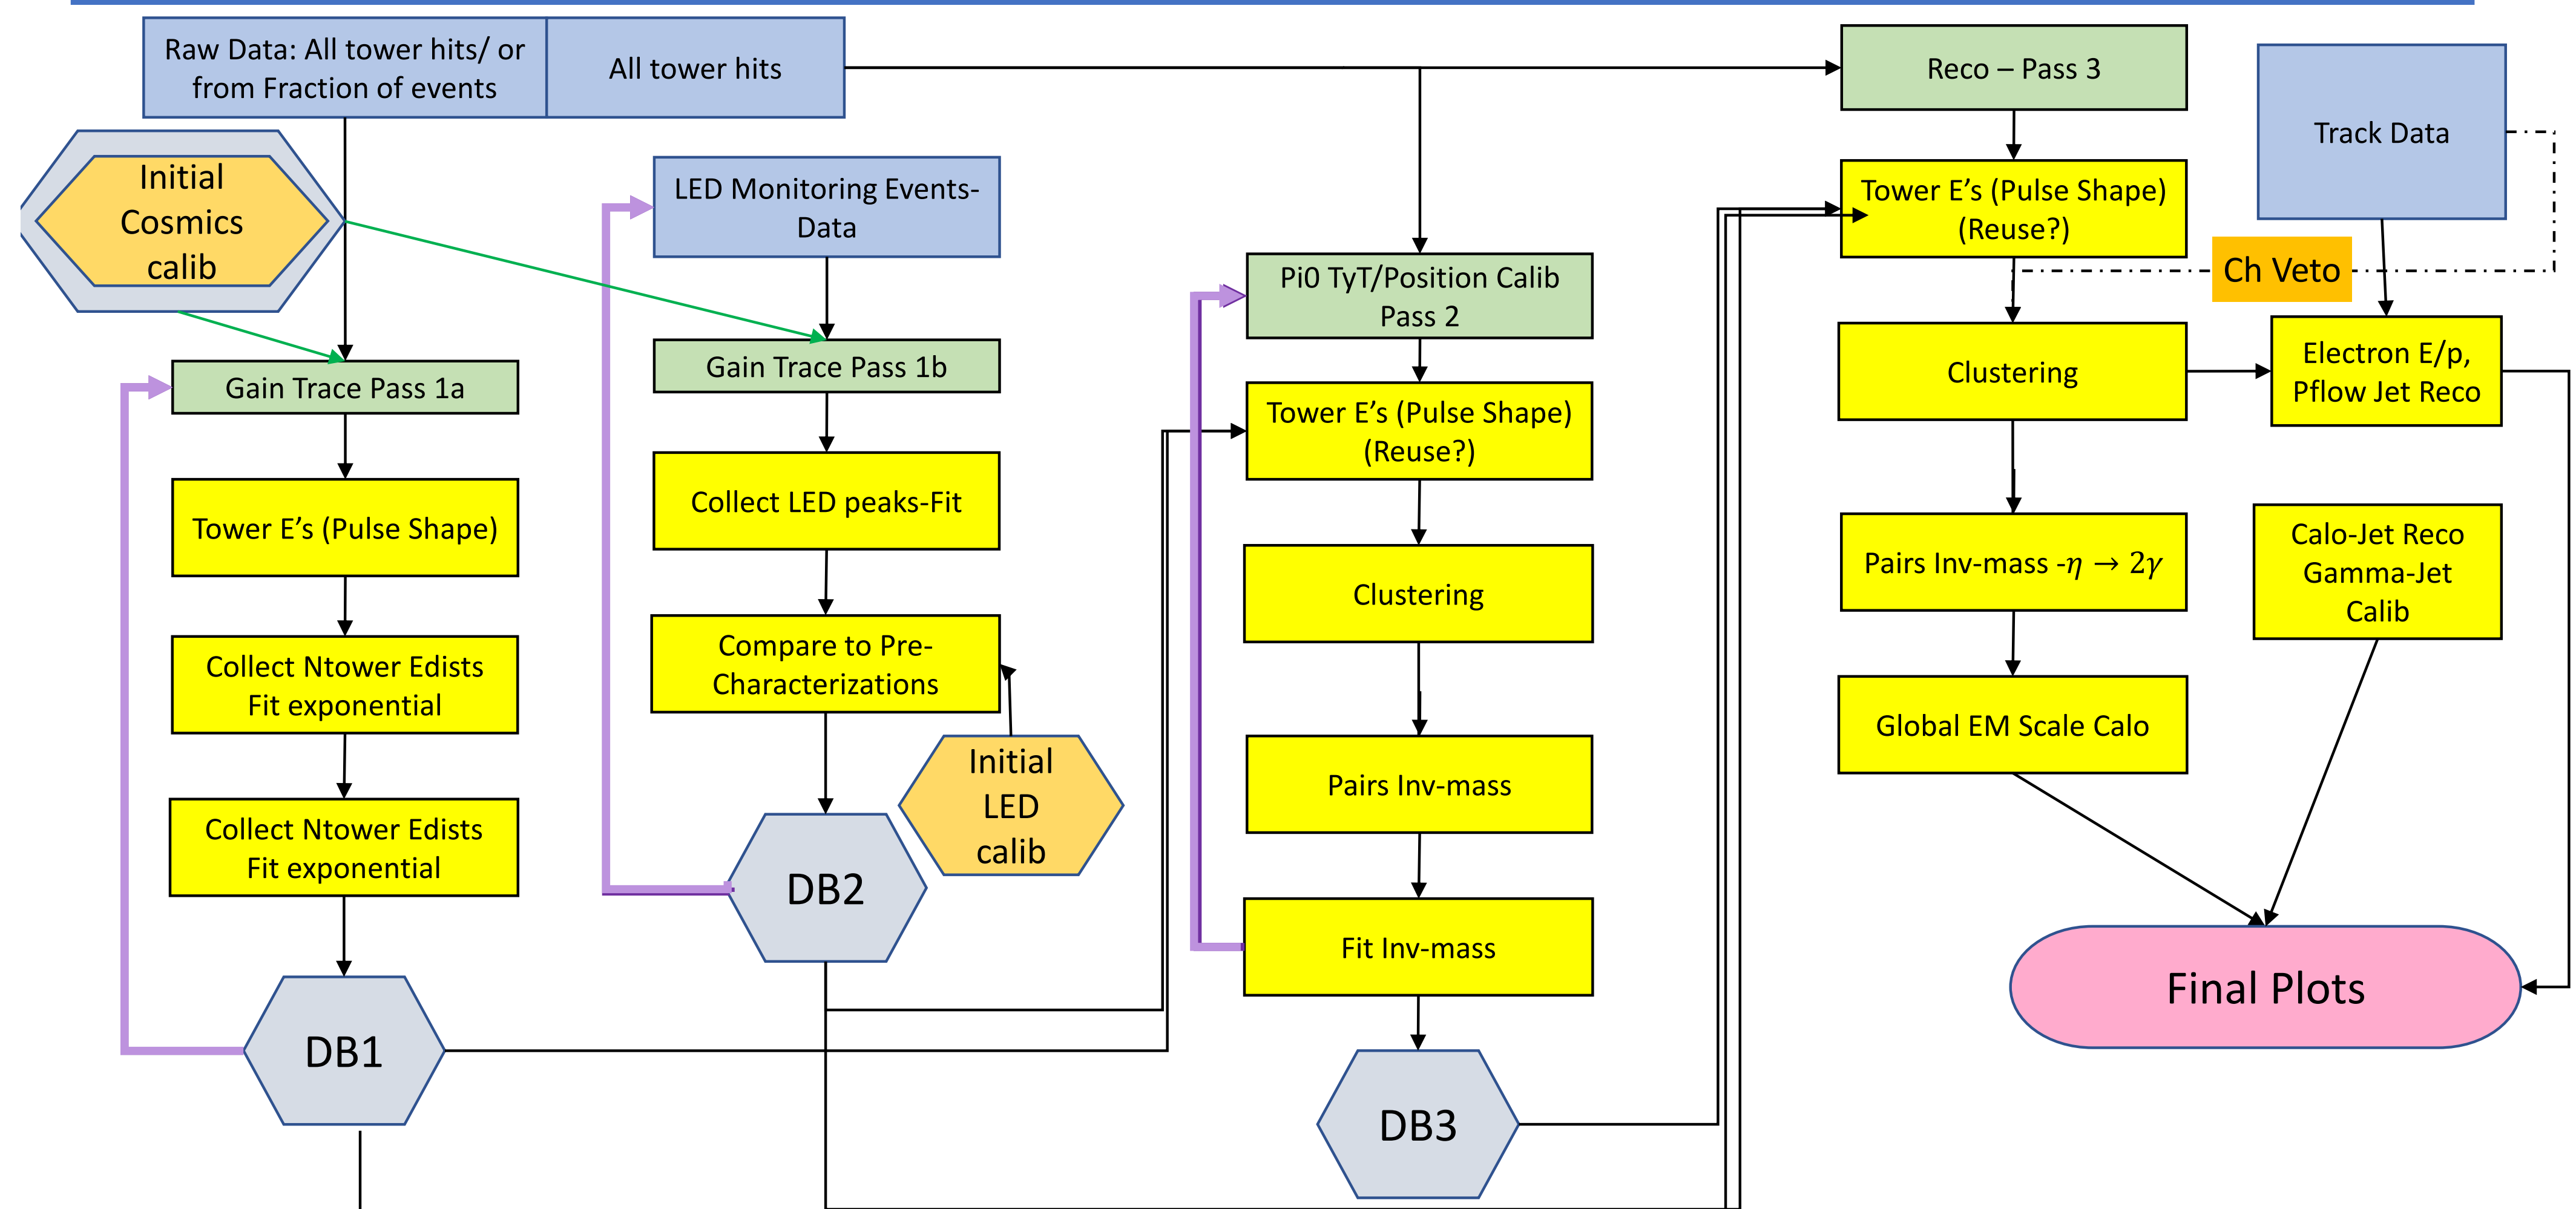 Raw Data: All tower hits/ or
from Fraction of events
All tower hits
Initial
Cosmics
calib
Gain Trace Pass 1a
Tower E’s (Pulse Shape)
Collect Ntower Edists
Fit exponential
Collect Ntower Edists
Fit exponential
DB1
LED Monitoring Events-
Data
Gain Trace Pass 1b
Collect LED peaks-Fit
Compare to Pre-
Characterizations
Initial
LED
calib
DB2
Pi0 TyT/Position Calib
Pass 2
Tower E’s (Pulse Shape)
(Reuse?)
Clustering
Pairs Inv-mass
Fit Inv-mass
DB3
Reco – Pass 3
Tower E’s (Pulse Shape)
(Reuse?)
Clustering
Pairs Inv-mass -η → 2γ
Global EM Scale Calo
Track Data
Ch Veto
Electron E/p,
Pflow Jet Reco
Calo-Jet Reco
Gamma-Jet
Calib
Final Plots